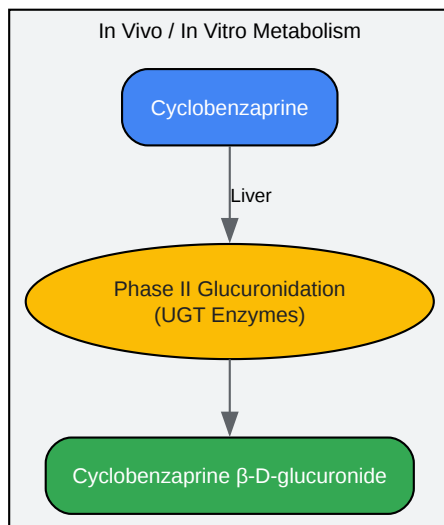 In Vivo / In Vitro Metabolism
Cyclobenzaprine
Liver
Phase II Glucuronidation
(UGT Enzymes)
Cyclobenzaprine β-D-glucuronide